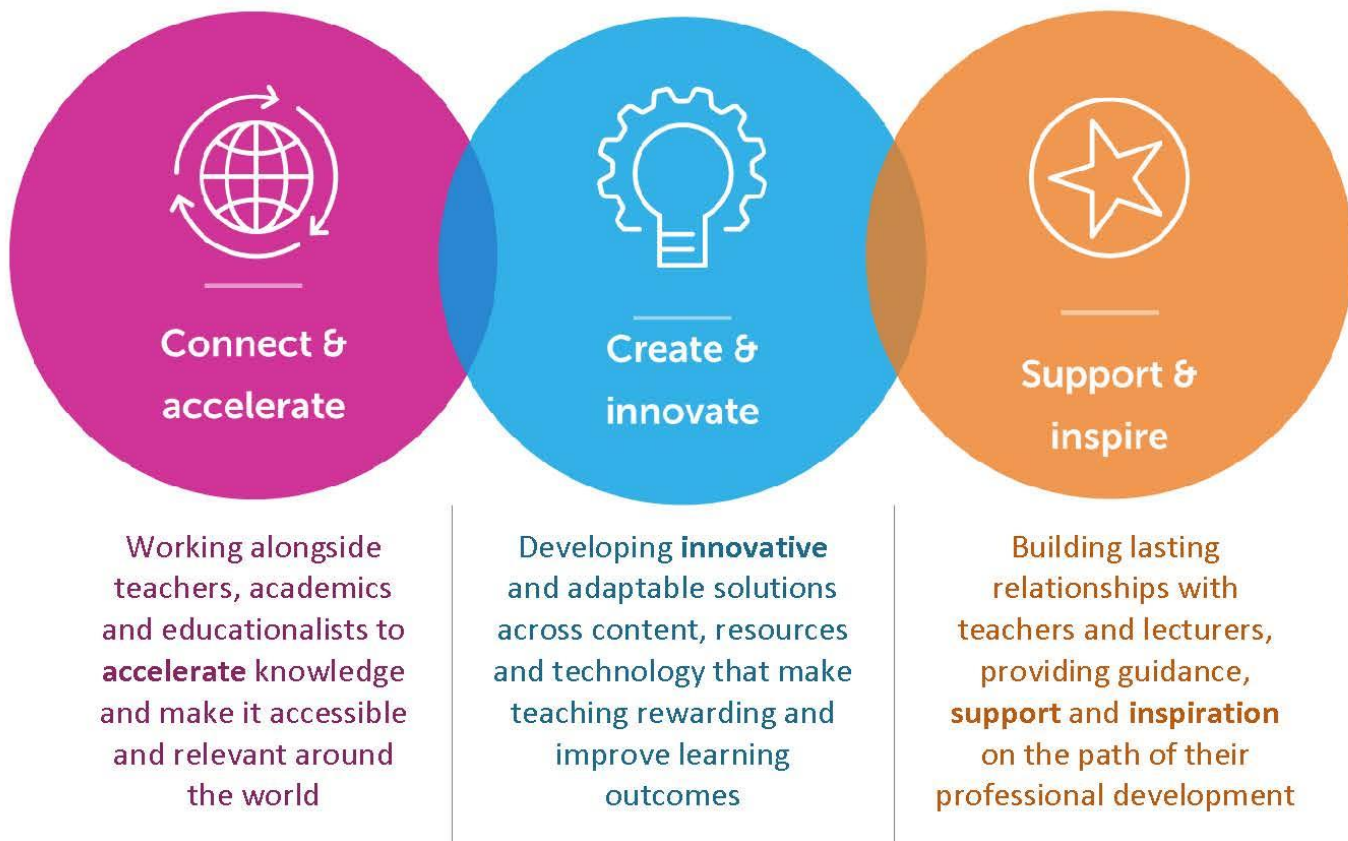 Connect &
accelerate
Create &
innovate
Support &
inspire
Working alongside
teachers, academics
and educationalists to
accelerate knowledge
and make it accessible
and relevant around
the world
Developing innovative
and adaptable solutions
across content, resources
and technology that make
teaching rewarding and
improve learning
outcomes
Building lasting
relationships with
teachers and lecturers,
providing guidance,
support and inspiration
on the path of their
professional development